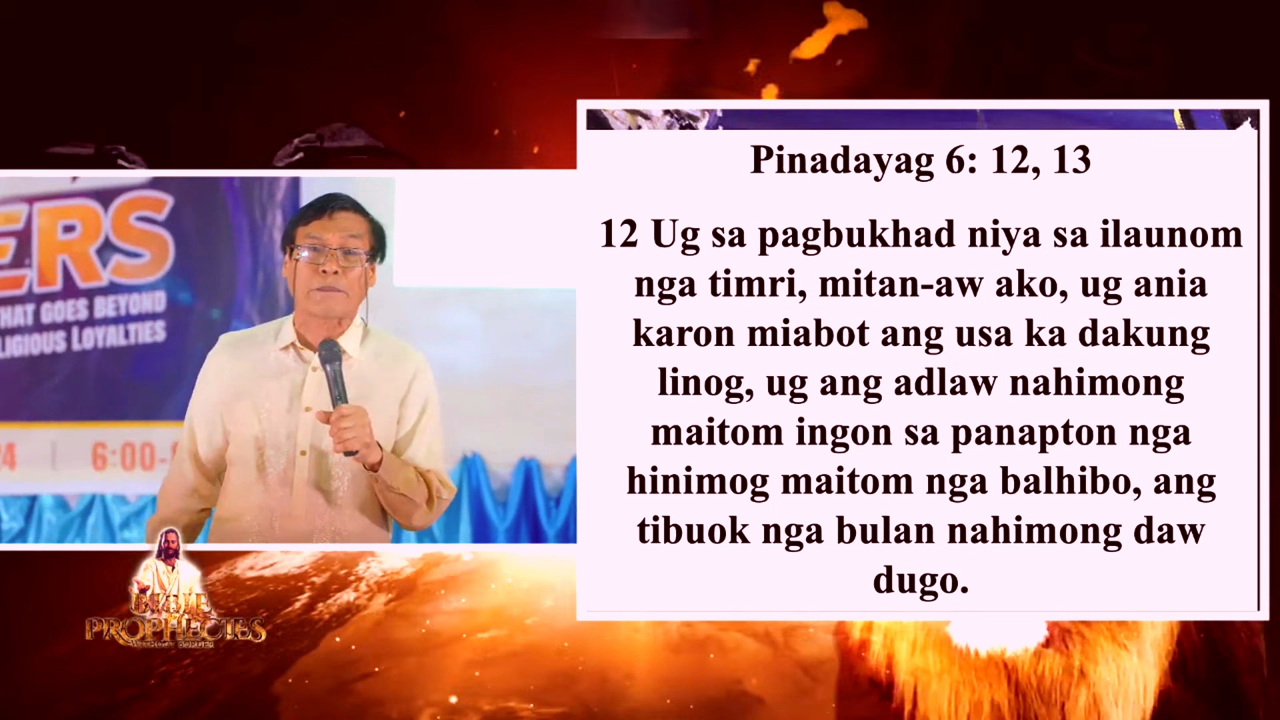 ERS
HAT GOES BEYOND
LIGIOUS LOYALTIES
24 | 6:00-
BIBLE
PROPHECIES
WITHOUT BORDER
Pinadayag 6: 12, 13
12 Ug sa pagbukhad niya sa ilaunom
nga timri, mitan-aw ako, ug ania
karon miabot ang usa ka dakung
linog, ug ang adlaw nahimong
maitom ingon sa panapton nga
hinimog maitom nga balhibo, ang
tibuok nga bulan nahimong daw
dugo.